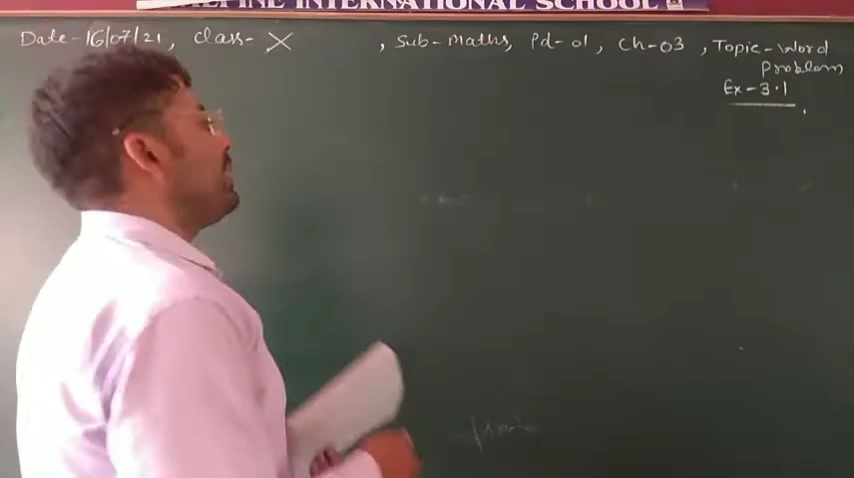 INTERNATIONAL SCHOOL
Date-16/07/21, Class- X , Sub-Maths, Pd-01, Ch-03 , Topic-Word
Problem
Ex-3.1